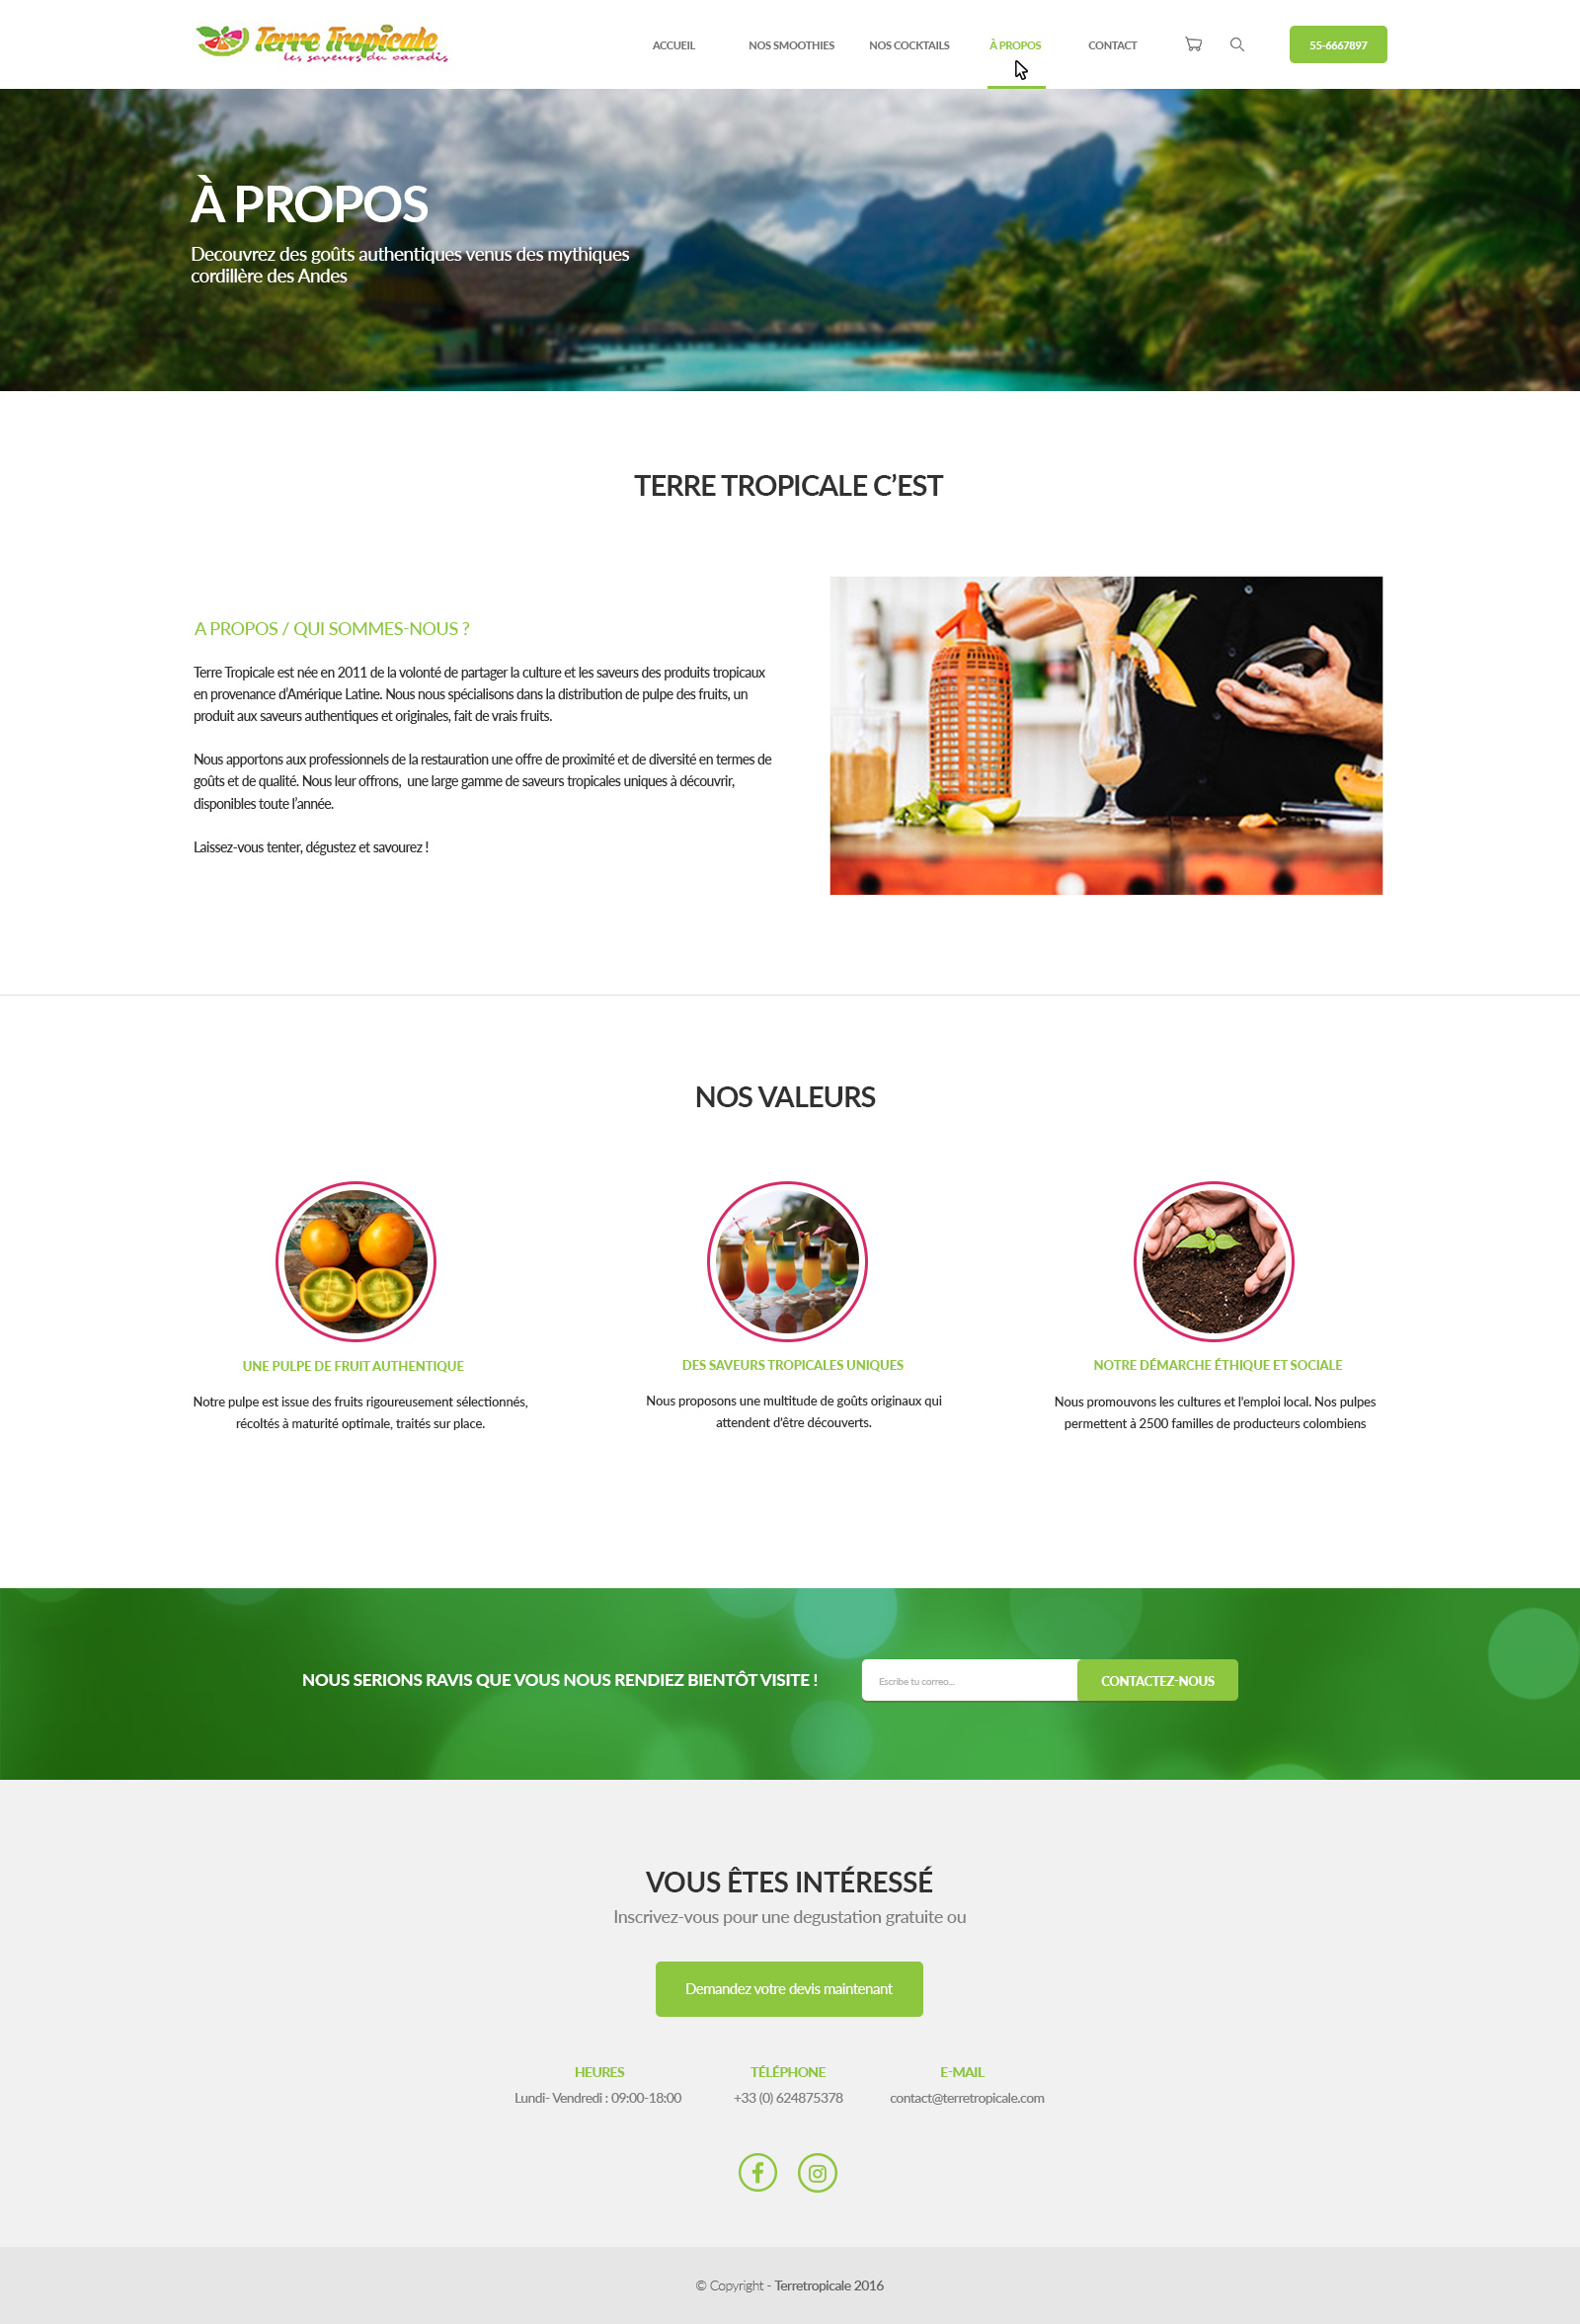 Terre Tropicale
les saveurs du paradis
ACCUEIL NOS SMOOTHIES NOS COCKTAILS À PROPOS CONTACT 55-6667897
À PROPOS
Decouvrez des goûts authentiques venus des mythiques
cordillère des Andes
TERRE TROPICALE C’EST
A PROPOS / QUI SOMMES-NOUS ?
Terre Tropicale est née en 2011 de la volonté de partager la culture et les saveurs des produits tropicaux
en provenance d’Amérique Latine. Nous nous spécialisons dans la distribution de pulpe des fruits, un
produit aux saveurs authentiques et originales, fait de vrais fruits.
Nous apportons aux professionnels de la restauration une offre de proximité et de diversité en termes de
goûts et de qualité. Nous leur offrons, une large gamme de saveurs tropicales uniques à découvrir,
disponibles toute l’année.
Laissez-vous tenter, dégustez et savourez !
NOS VALEURS
UNE PULPE DE FRUIT AUTHENTIQUE
Notre pulpe est issue des fruits rigoureusement sélectionnés,
récoltés à maturité optimale, traités sur place.
DES SAVEURS TROPICALES UNIQUES
Nous proposons une multitude de goûts originaux qui
attendent d’être découverts.
NOTRE DÉMARCHE ÉTHIQUE ET SOCIALE
Nous promouvons les cultures et l’emploi local. Nos pulpes
permettent à 2500 familles de producteurs colombiens
NOUS SERIONS RAVIS QUE VOUS NOUS RENDIEZ BIENTÔT VISITE !
Escribe tu correo...
CONTACTEZ-NOUS
VOUS ÊTES INTÉRESSÉ
Inscrivez-vous pour une degustation gratuite ou
Demandez votre devis maintenant
HEURES
Lundi- Vendredi : 09:00-18:00
TÉLÉPHONE
+33 (0) 624875378
E-MAIL
contact@terretropicale.com
© Copyright - Terretropicale 2016